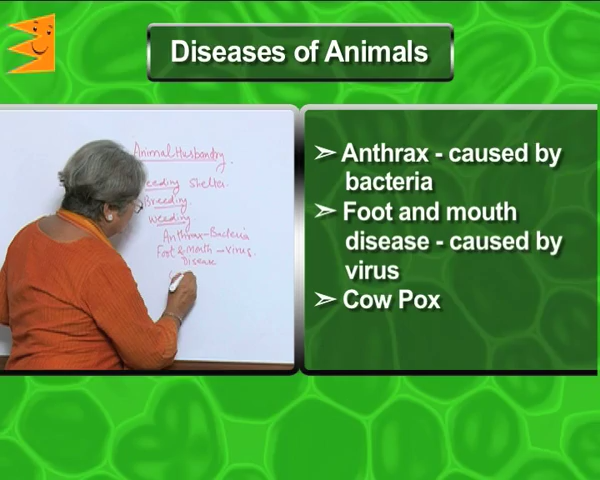 Diseases of Animals
Animal Husbandry.
eeding Shelter.
Breeding
Weeding
Anthrax - Bacteria
Foot & Mouth - Virus.
Disease
➢ Anthrax - caused by
bacteria
➢ Foot and mouth
disease - caused by
virus
➢ Cow Pox